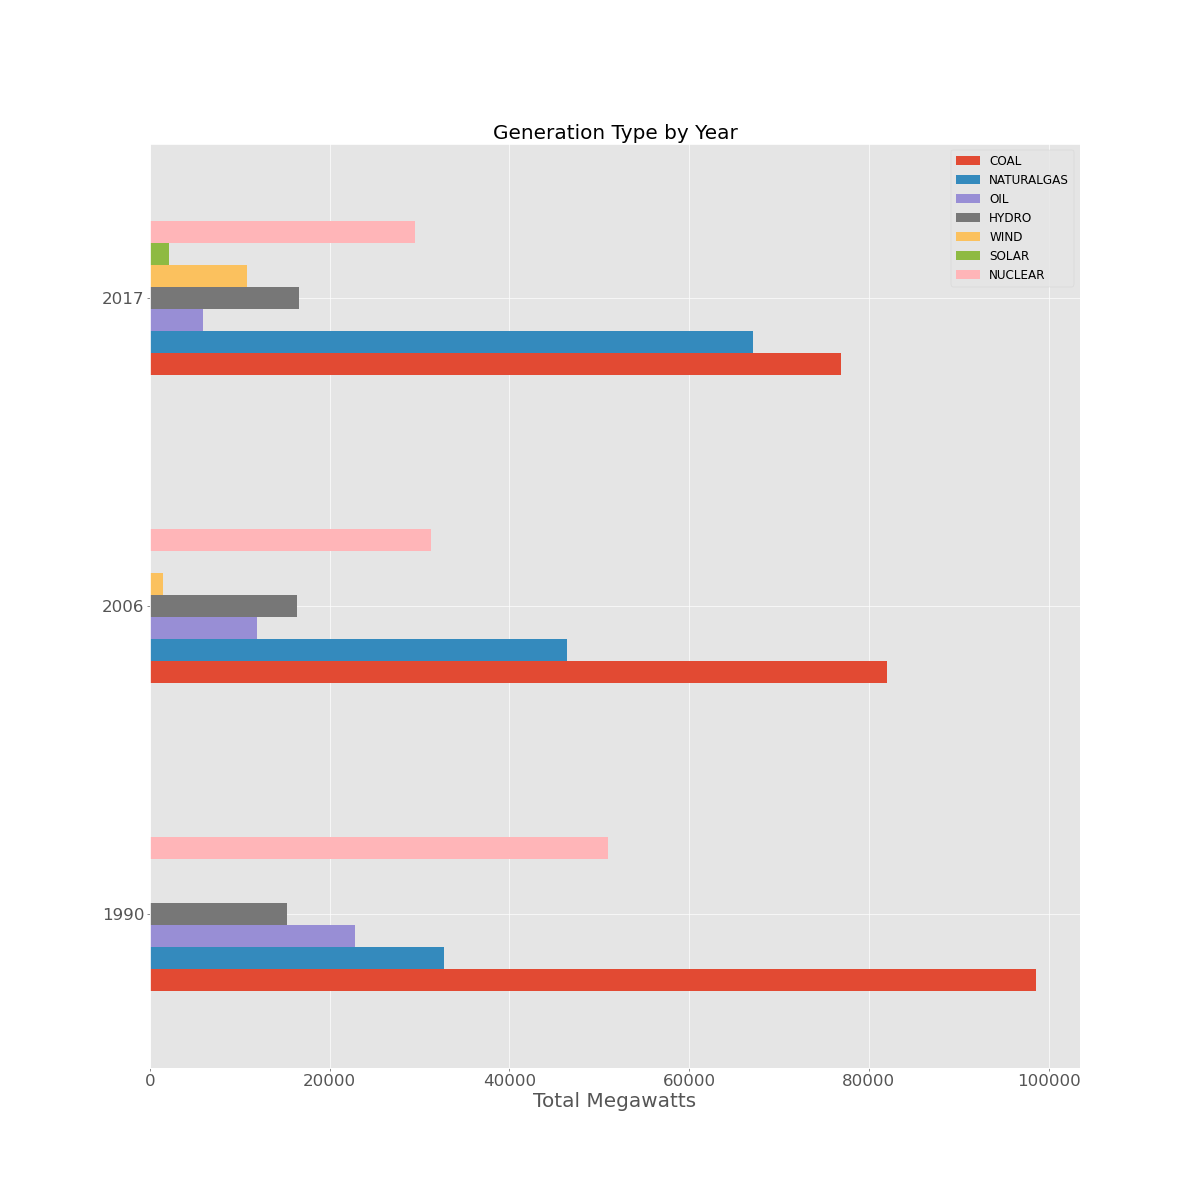 Generation Type by Year
COAL
NATURALGAS
OIL
HYDRO
WIND
SOLAR
NUCLEAR
2017
2006
1990
0 20000 40000 60000 80000 100000
Total Megawatts